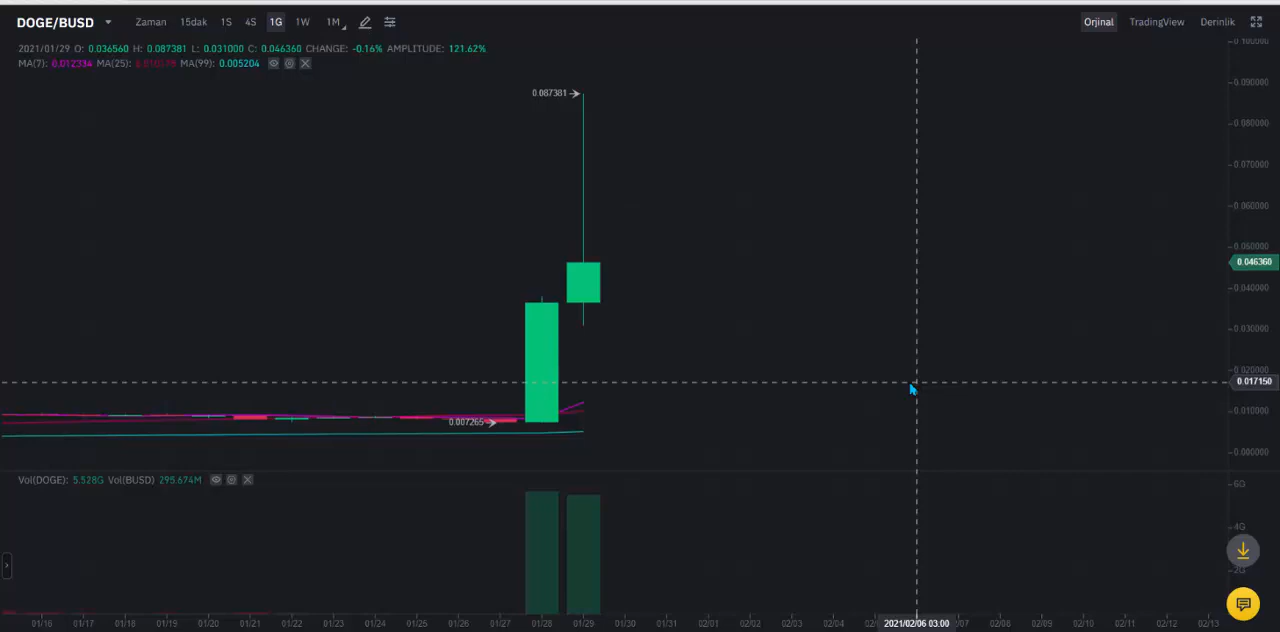 DOGE/BUSD Zaman 15dak 1S 4S 1G 1W 1M Orjinal TradingView Derinlik
2021/01/29 O: 0.036560 H: 0.087381 L: 0.031000 C: 0.046360 CHANGE: -0.16% AMPLITUDE: 121.62%
MA(7): 0.012334 MA(25): MA(99): 0.005204
0.100000
0.090000
0.087381
0.080000
0.070000
0.060000
0.050000
0.046360
0.040000
0.030000
0.020000
0.017150
0.010000
0.007265
0.000000
Vol(DOGE): 5.528G Vol(BUSD) 295.674M
6G
4G
2G
01/16 01/17 01/18 01/19 01/20 01/21 01/22 01/23 01/24 01/25 01/26 01/27 01/28 01/29 01/30 01/31 02/01 02/02 02/03 02/04 2021/02/06 03:00 /07 02/08 02/09 02/10 02/11 02/12 02/13